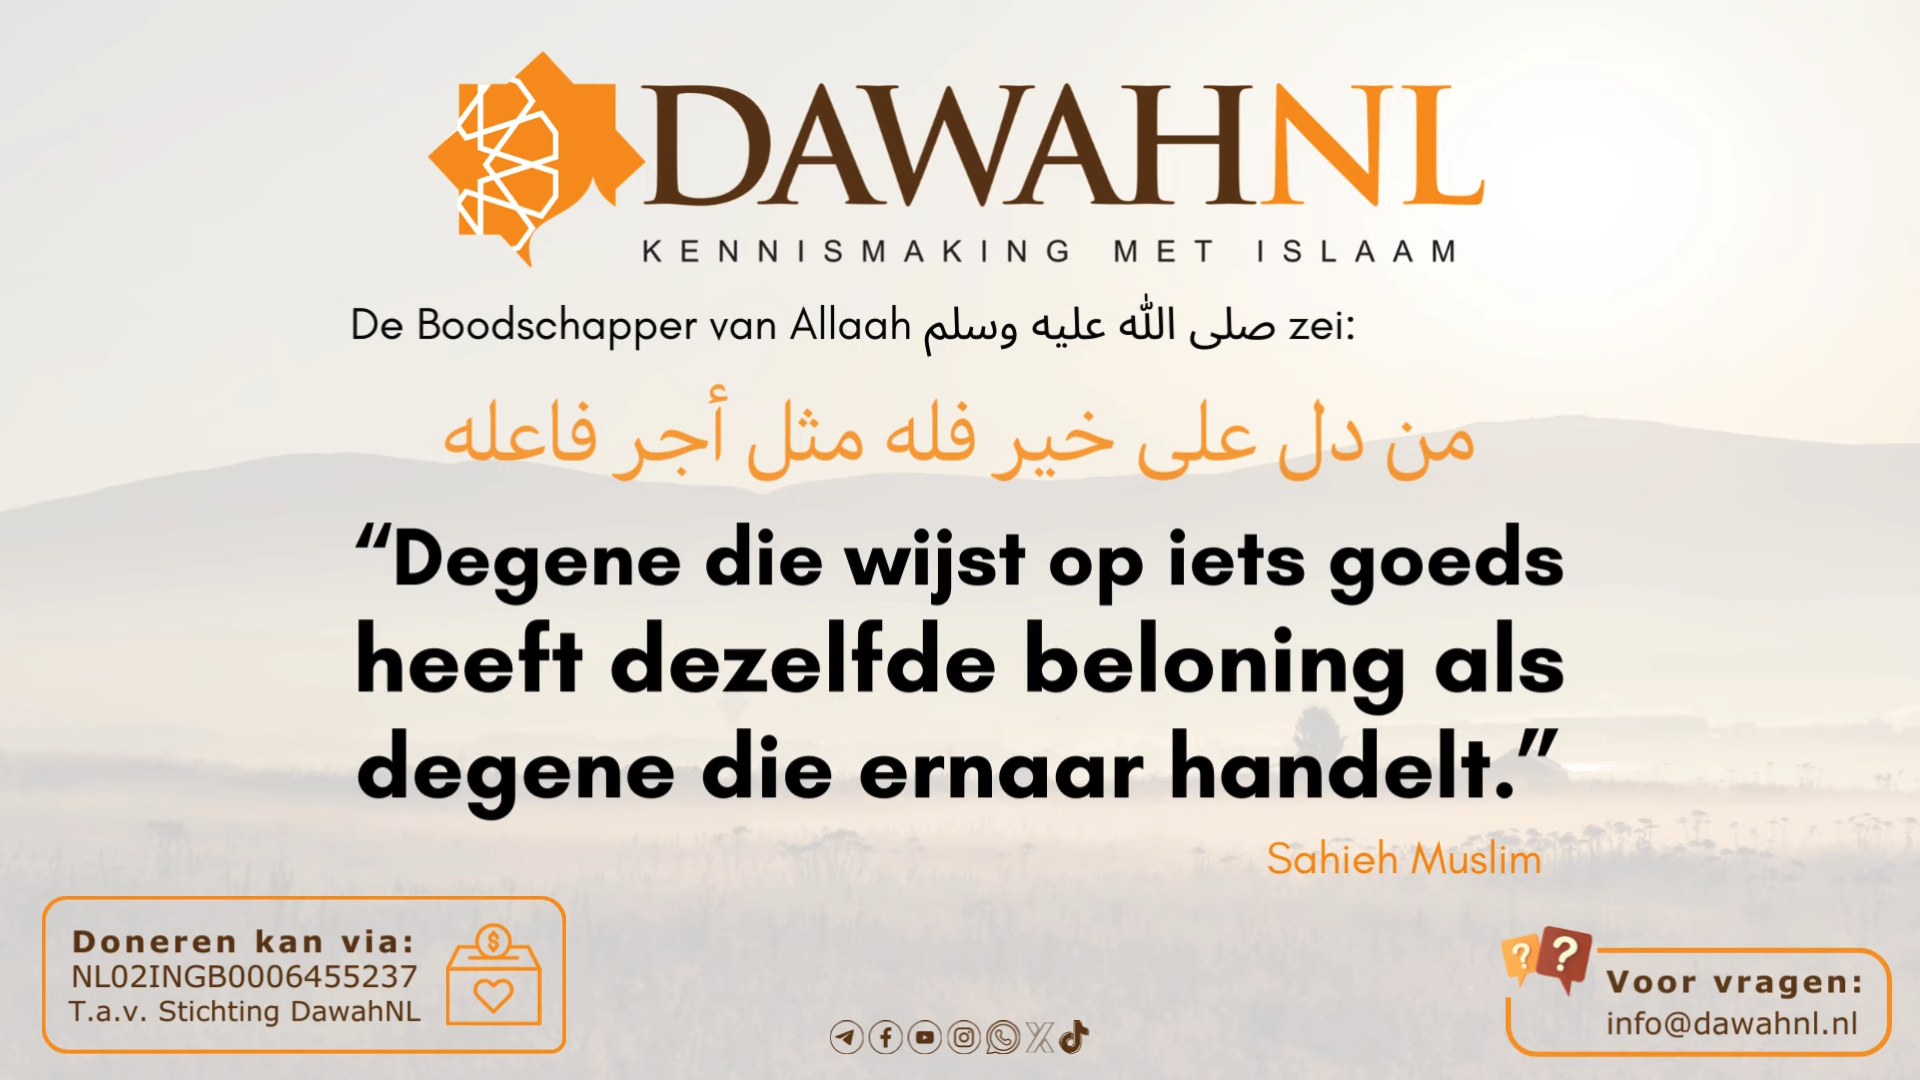 DAWAHNL
KENNISMAKING MET ISLAAM
De Boodschapper van Allaah صلى الله عليه وسلم zei:
من دل على خير فله مثل أجر فاعله
“Degene die wijst op iets goeds
heeft dezelfde beloning als
degene die ernaar handelt.”
Sahieh Muslim
Doneren kan via:
NL02INGB0006455237
T.a.v. Stichting DawahNL
Voor vragen:
info@dawahnl.nl